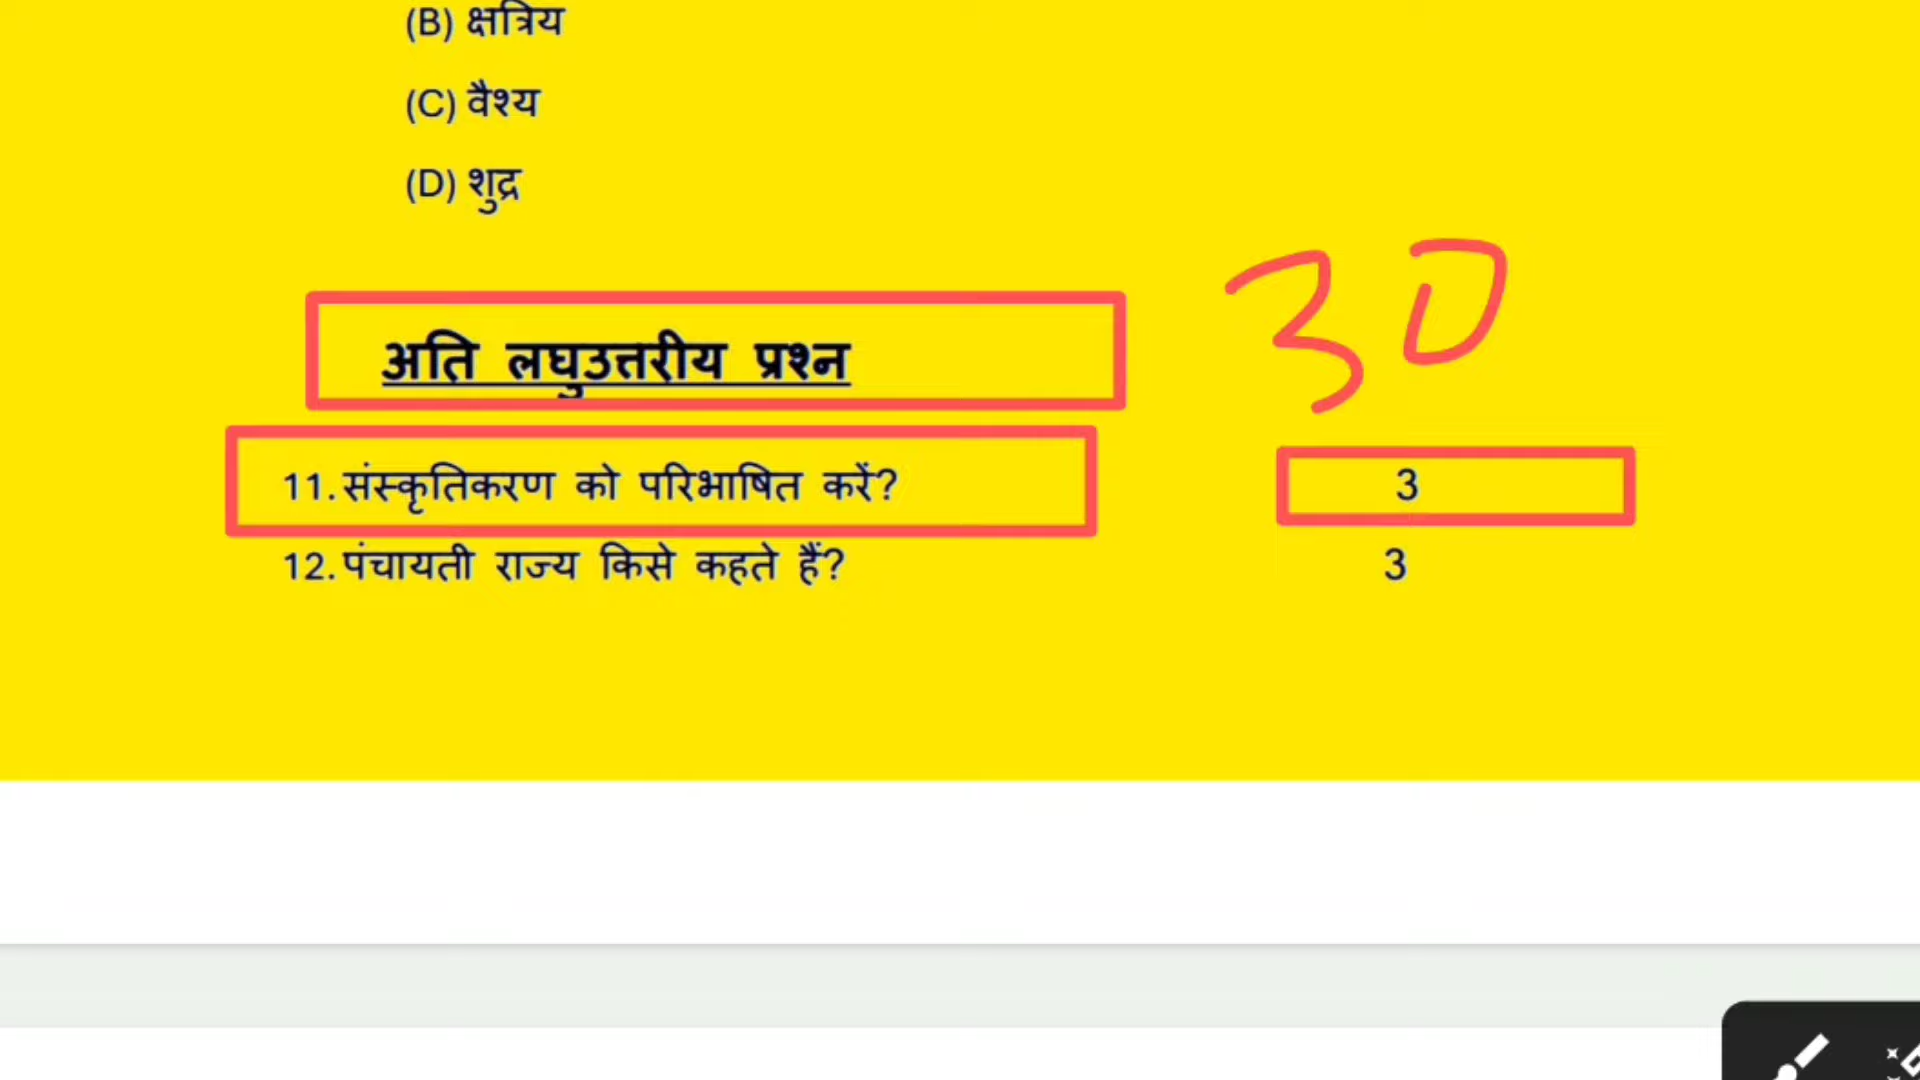 (B) क्षत्रिय
(C) वैश्य
(D) शुद्र
30
अति लघुउत्तरीय प्रश्न
11. संस्कृतिकरण को परिभाषित करें? 3
12. पंचायती राज्य किसे कहते हैं? 3